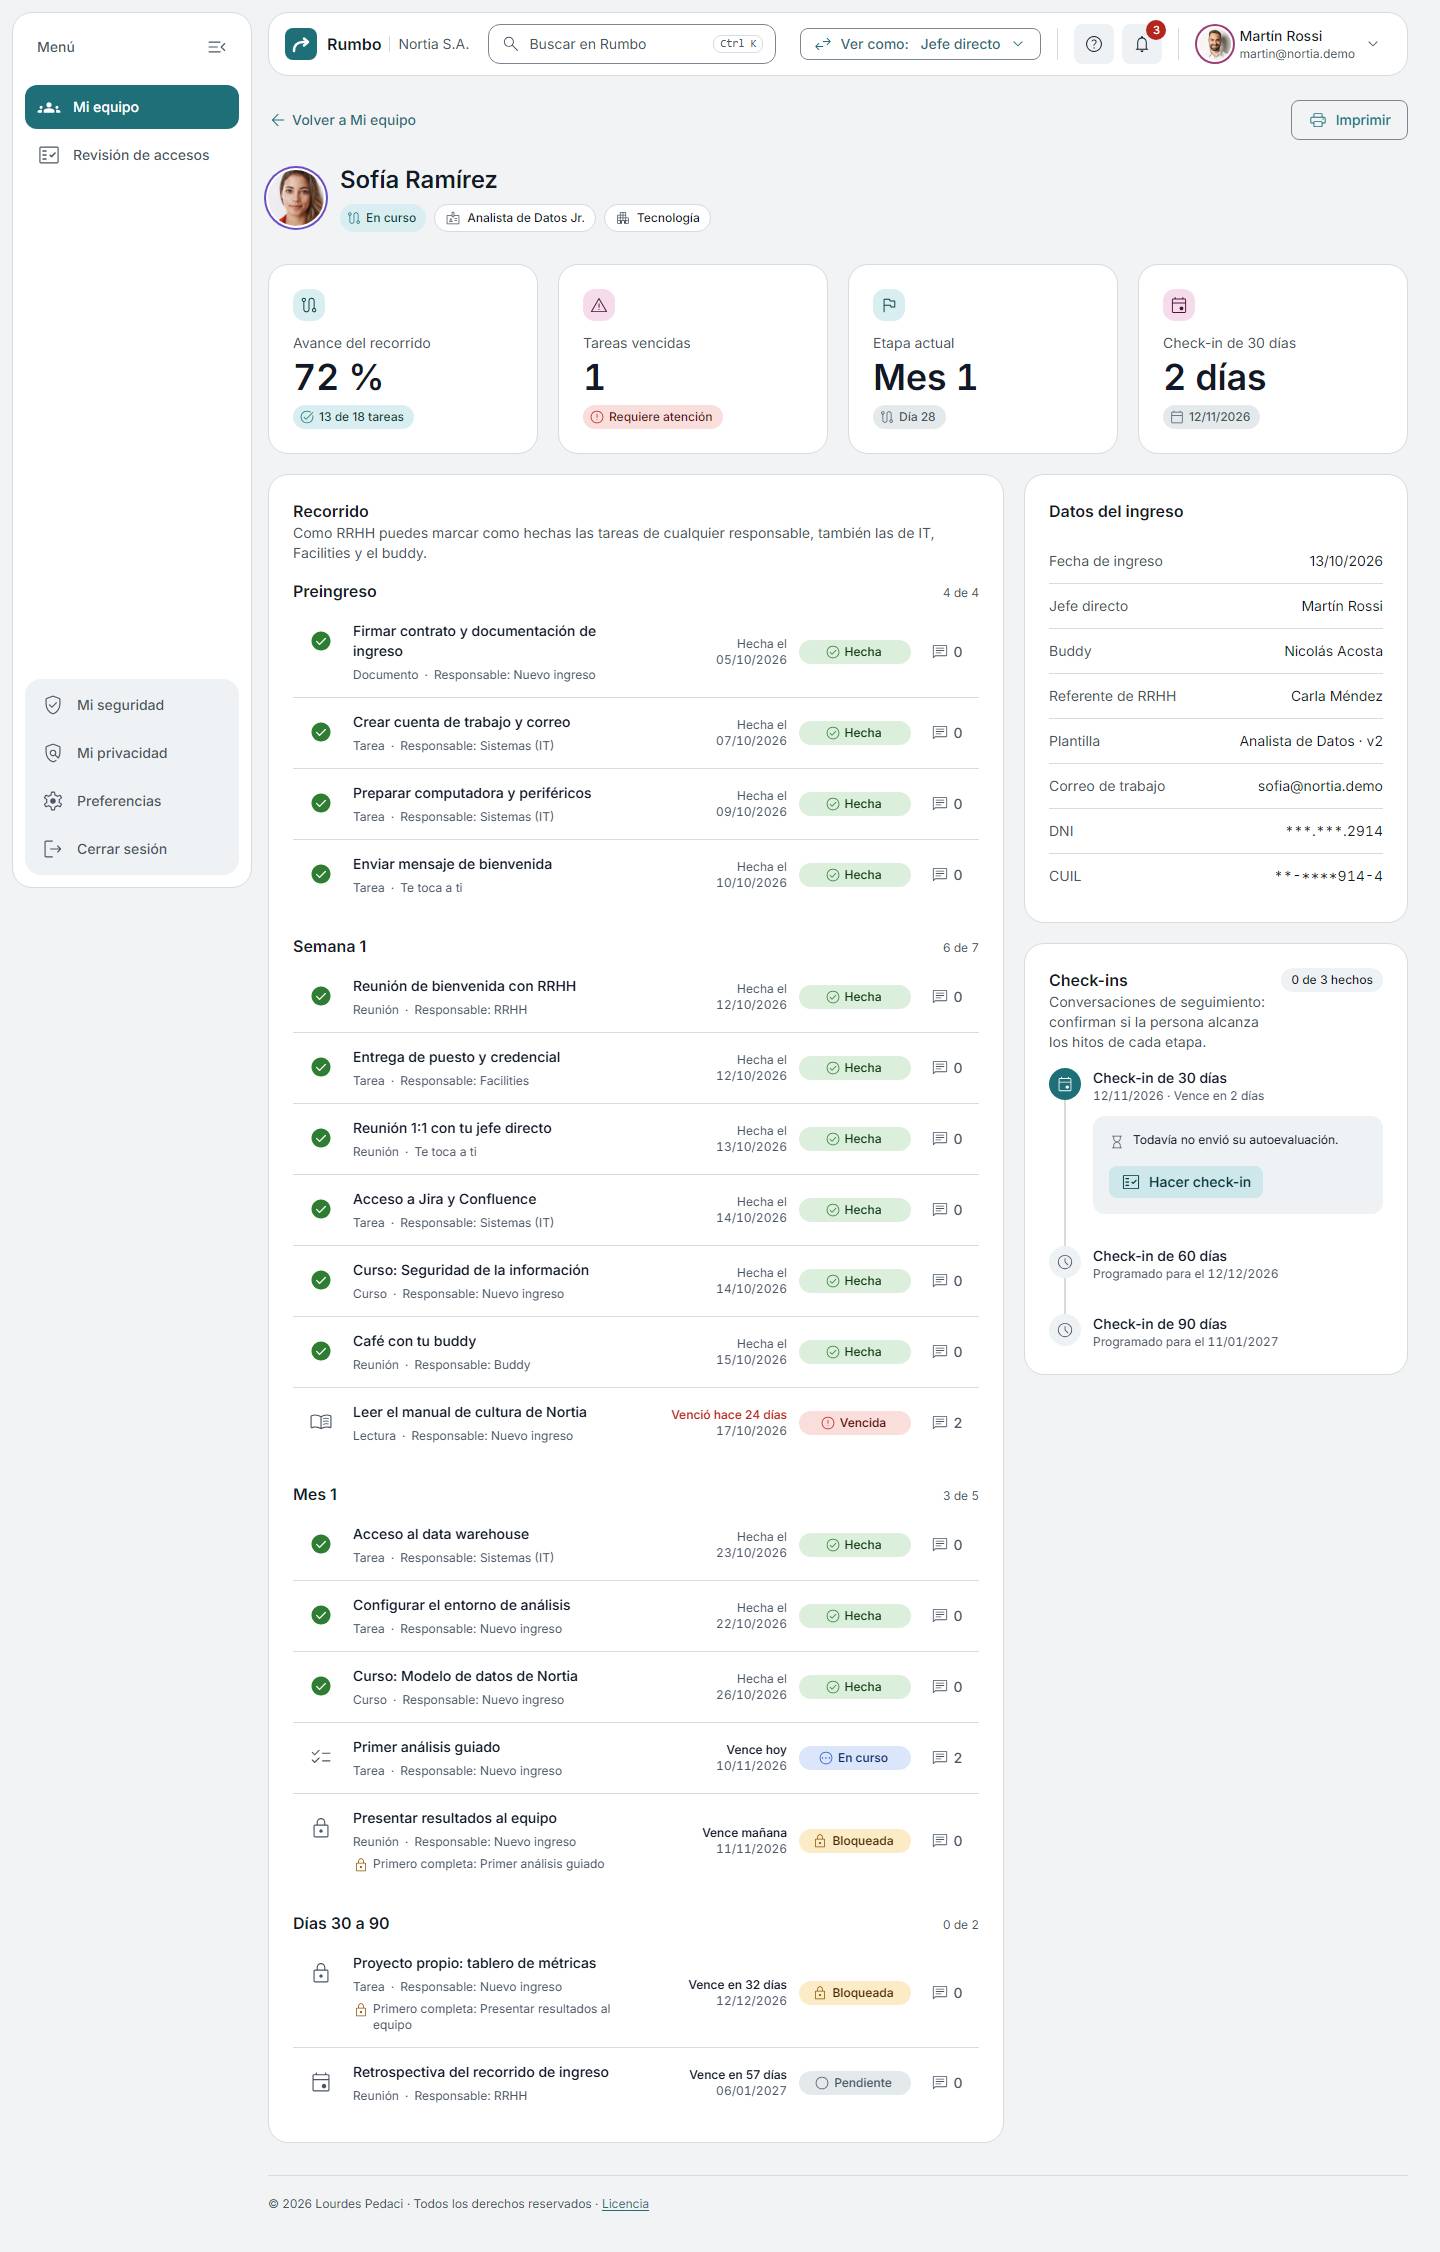 Menú
Mi equipo
Revisión de accesos
Mi seguridad
Mi privacidad
Preferencias
Cerrar sesión
Rumbo
Nortia S.A.
Buscar en Rumbo
Ctrl K
Ver como: Jefe directo
3
Martín Rossi
martin@nortia.demo
Volver a Mi equipo
Imprimir
Sofía Ramírez
En curso
Analista de Datos Jr.
Tecnología
Avance del recorrido
72 %
13 de 18 tareas
Tareas vencidas
1
Requiere atención
Etapa actual
Mes 1
Día 28
Check-in de 30 días
2 días
12/11/2026
Recorrido
Como RRHH puedes marcar como hechas las tareas de cualquier responsable, también las de IT,
Facilities y el buddy.
Preingreso
4 de 4
Firmar contrato y documentación de
ingreso
Documento · Responsable: Nuevo ingreso
Hecha el
05/10/2026
Hecha
0
Crear cuenta de trabajo y correo
Tarea · Responsable: Sistemas (IT)
Hecha el
07/10/2026
Hecha
0
Preparar computadora y periféricos
Tarea · Responsable: Sistemas (IT)
Hecha el
09/10/2026
Hecha
0
Enviar mensaje de bienvenida
Tarea · Te toca a ti
Hecha el
10/10/2026
Hecha
0
Semana 1
6 de 7
Reunión de bienvenida con RRHH
Reunión · Responsable: RRHH
Hecha el
12/10/2026
Hecha
0
Entrega de puesto y credencial
Tarea · Responsable: Facilities
Hecha el
12/10/2026
Hecha
0
Reunión 1:1 con tu jefe directo
Reunión · Te toca a ti
Hecha el
13/10/2026
Hecha
0
Acceso a Jira y Confluence
Tarea · Responsable: Sistemas (IT)
Hecha el
14/10/2026
Hecha
0
Curso: Seguridad de la información
Curso · Responsable: Nuevo ingreso
Hecha el
14/10/2026
Hecha
0
Café con tu buddy
Reunión · Responsable: Buddy
Hecha el
15/10/2026
Hecha
0
Leer el manual de cultura de Nortia
Lectura · Responsable: Nuevo ingreso
Venció hace 24 días
17/10/2026
Vencida
2
Mes 1
3 de 5
Acceso al data warehouse
Tarea · Responsable: Sistemas (IT)
Hecha el
23/10/2026
Hecha
0
Configurar el entorno de análisis
Tarea · Responsable: Nuevo ingreso
Hecha el
22/10/2026
Hecha
0
Curso: Modelo de datos de Nortia
Curso · Responsable: Nuevo ingreso
Hecha el
26/10/2026
Hecha
0
Primer análisis guiado
Tarea · Responsable: Nuevo ingreso
Vence hoy
10/11/2026
En curso
2
Presentar resultados al equipo
Reunión · Responsable: Nuevo ingreso
Primero completa: Primer análisis guiado
Vence mañana
11/11/2026
Bloqueada
0
Días 30 a 90
0 de 2
Proyecto propio: tablero de métricas
Tarea · Responsable: Nuevo ingreso
Primero completa: Presentar resultados al
equipo
Vence en 32 días
12/12/2026
Bloqueada
0
Retrospectiva del recorrido de ingreso
Reunión · Responsable: RRHH
Vence en 57 días
06/01/2027
Pendiente
0
Datos del ingreso
Fecha de ingreso 13/10/2026
Jefe directo Martín Rossi
Buddy Nicolás Acosta
Referente de RRHH Carla Méndez
Plantilla Analista de Datos · v2
Correo de trabajo sofia@nortia.demo
DNI ***.***.2914
CUIL **-****914-4
Check-ins
0 de 3 hechos
Conversaciones de seguimiento:
confirman si la persona alcanza
los hitos de cada etapa.
Check-in de 30 días
12/11/2026 · Vence en 2 días
Todavía no envió su autoevaluación.
Hacer check-in
Check-in de 60 días
Programado para el 12/12/2026
Check-in de 90 días
Programado para el 11/01/2027
© 2026 Lourdes Pedaci · Todos los derechos reservados · Licencia